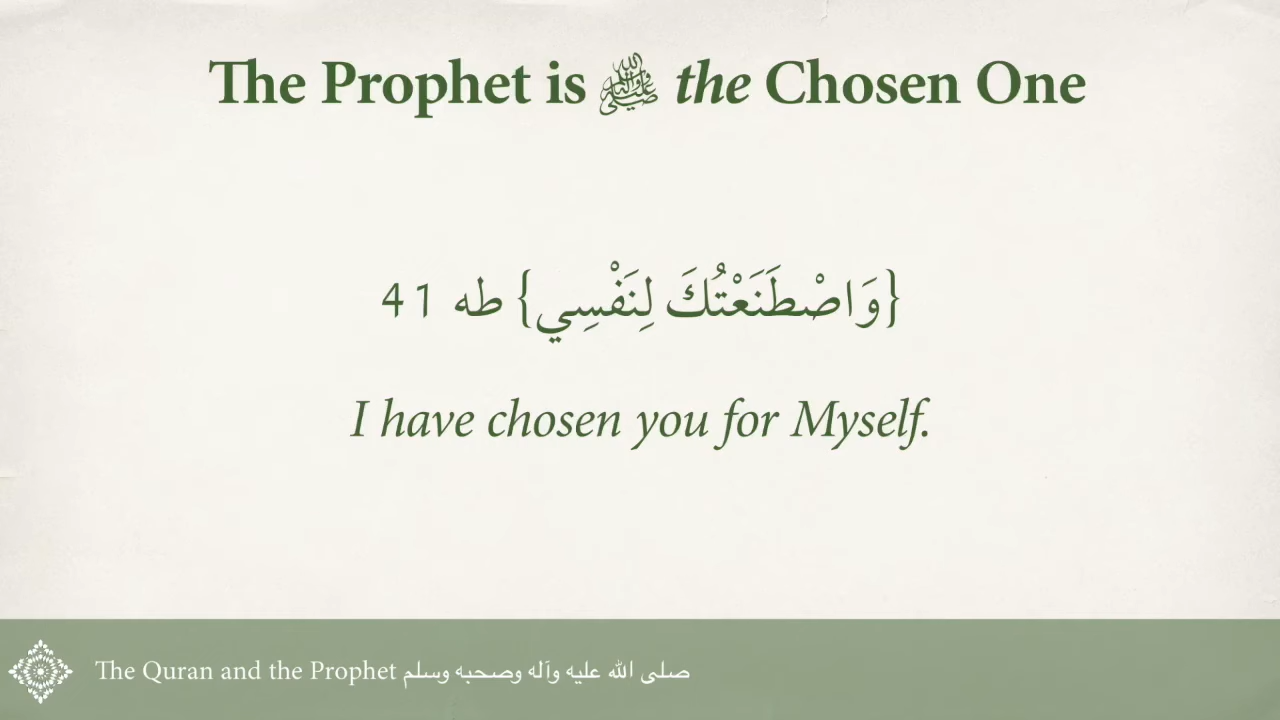 The Prophet is ﷺ the Chosen One
{وَاصْطَنَعْتُكَ لِنَفْسِي} طه 41
I have chosen you for Myself.
The Quran and the Prophet صلى الله عليه وآله وصحبه وسلم